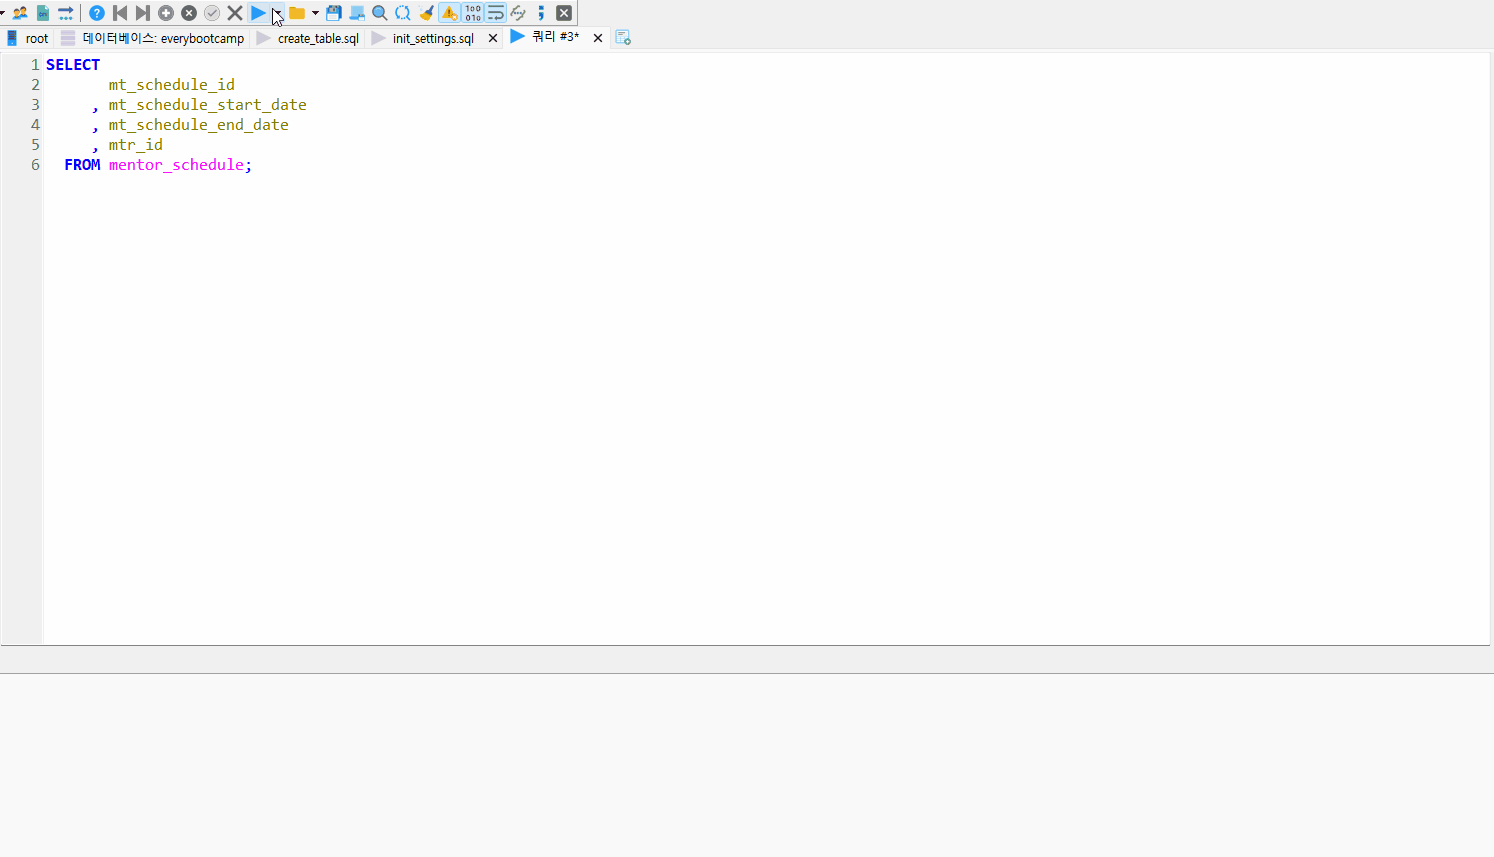 root 데이터베이스: everybootcamp create_table.sql init_settings.sql 쿼리 #3*
1 SELECT
2 mt_schedule_id
3 , mt_schedule_start_date
4 , mt_schedule_end_date
5 , mtr_id
6 FROM mentor_schedule;